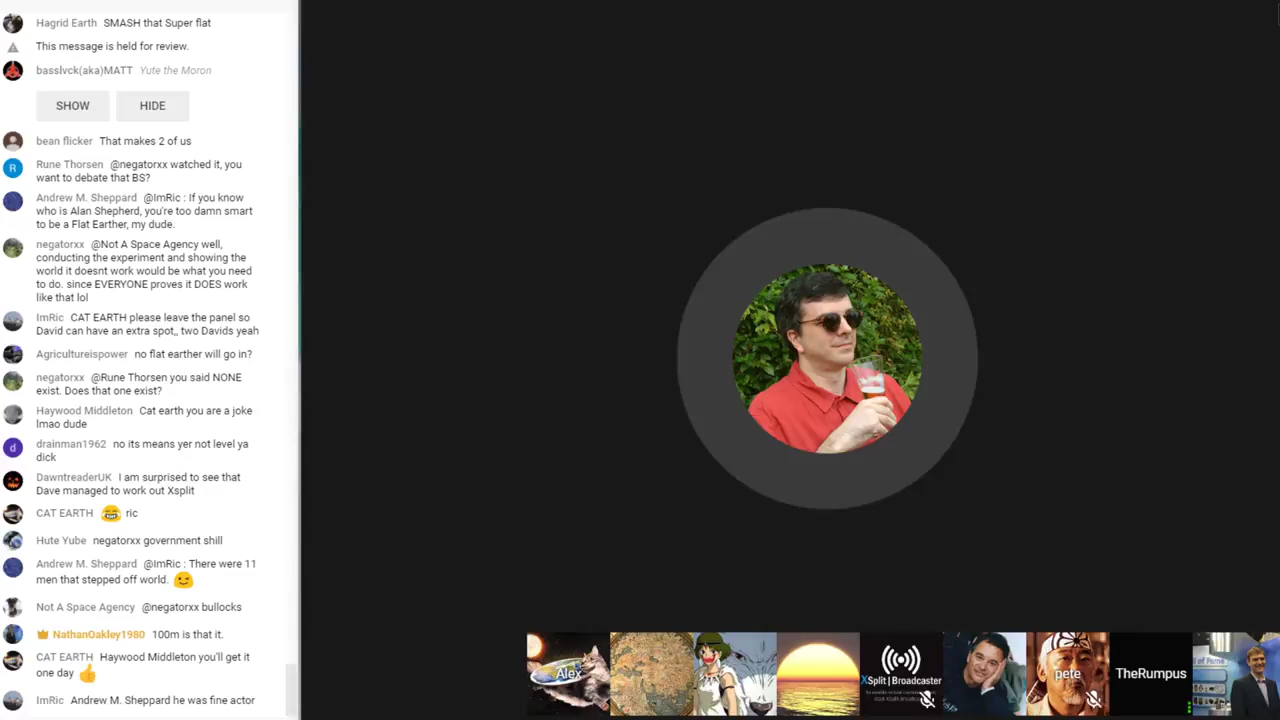 Hagrid Earth SMASH that Super flat
This message is held for review.
basslvck(aka)MATT Yute the Moron
SHOW HIDE
bean flicker That makes 2 of us
Rune Thorsen @negatorxx watched it, you
want to debate that BS?
Andrew M. Sheppard @ImRic : If you know
who is Alan Shepherd, you're too damn smart
to be a Flat Earther, my dude.
negatorxx @Not A Space Agency well,
conducting the experiment and showing the
world it doesnt work would be what you need
to do. since EVERYONE proves it DOES work
like that lol
ImRic CAT EARTH please leave the panel so
David can have an extra spot,, two Davids yeah
Agricultureispower no flat earther will go in?
negatorxx @Rune Thorsen you said NONE
exist. Does that one exist?
Haywood Middleton Cat earth you are a joke
lmao dude
drainman1962 no its means yer not level ya
dick
DawntreaderUK I am surprised to see that
Dave managed to work out Xsplit
CAT EARTH 😂 ric
Hute Yube negatorxx government shill
Andrew M. Sheppard @ImRic : There were 11
men that stepped off world. 😉
Not A Space Agency @negatorxx bullocks
NathanOakley1980 100m is that it.
CAT EARTH Haywood Middleton you'll get it
one day 👍
ImRic Andrew M. Sheppard he was fine actor
R
d
Alex
XSplit | Broadcaster
pete
TheRumpus